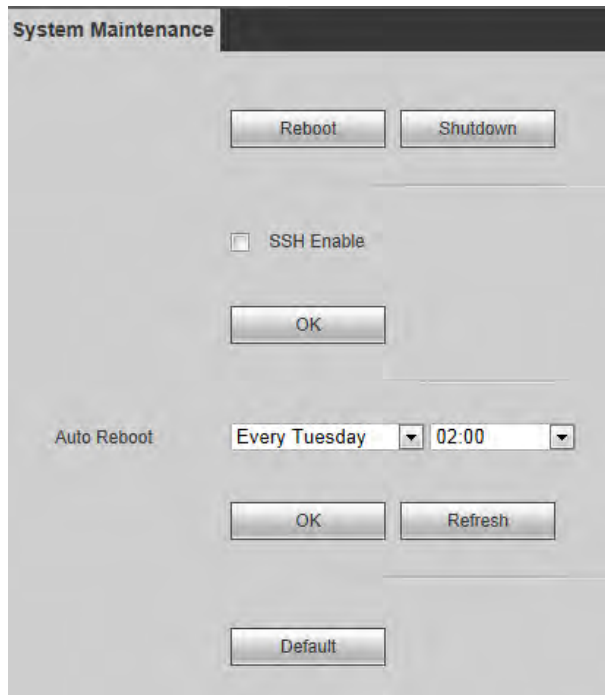 System Maintenance
Reboot Shutdown
SSH Enable
OK
Auto Reboot Every Tuesday 02:00
OK Refresh
Default